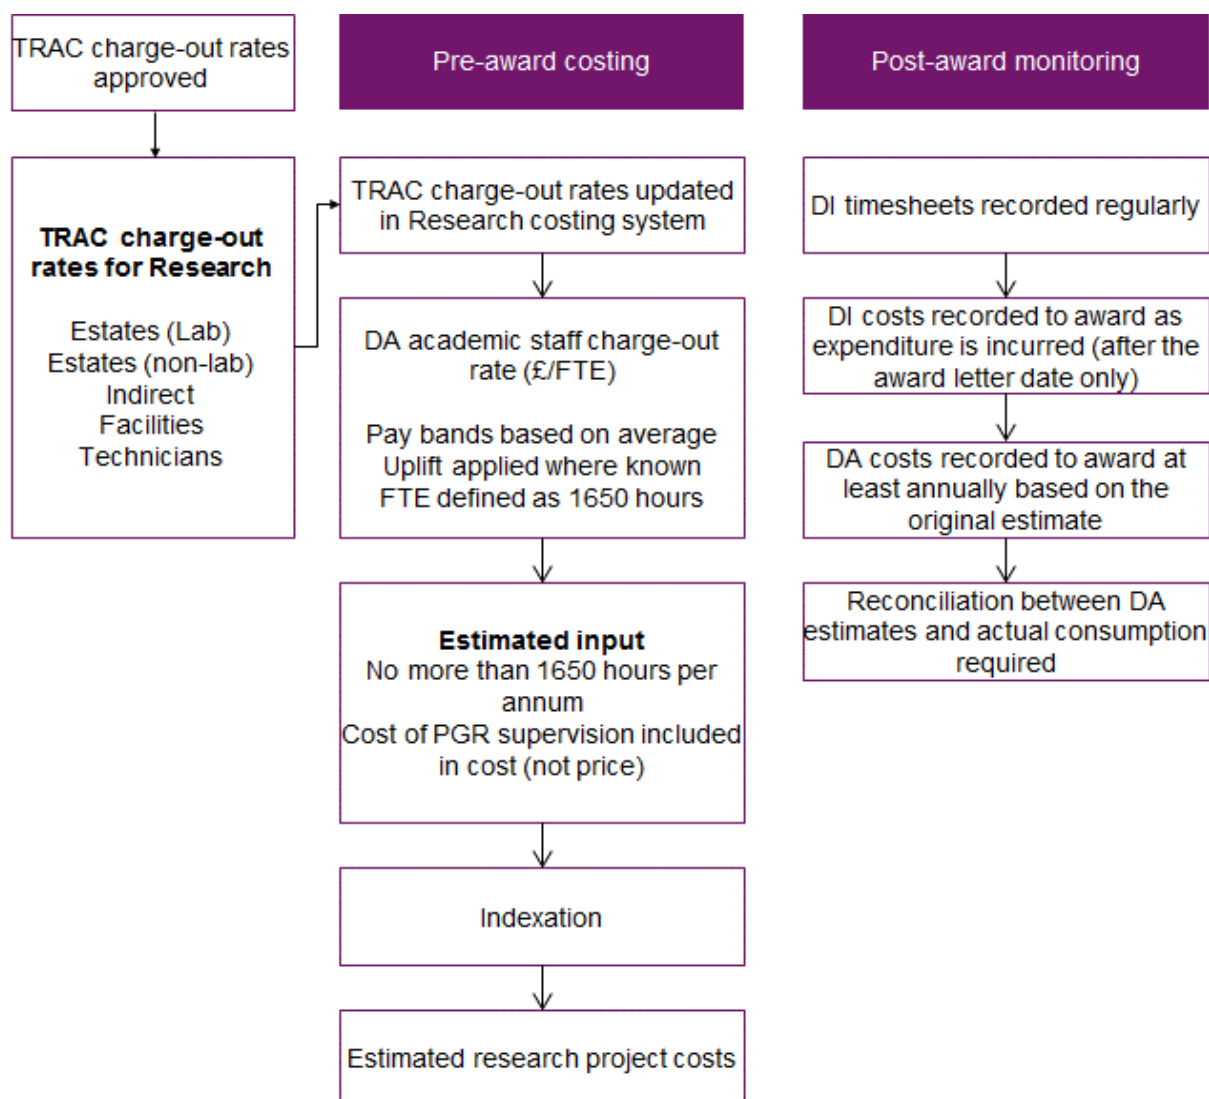 TRAC charge-out rates
approved
TRAC charge-out
rates for Research
Estates (Lab)
Estates (non-lab)
Indirect
Facilities
Technicians
Pre-award costing
TRAC charge-out rates updated
in Research costing system
DA academic staff charge-out
rate (£/FTE)
Pay bands based on average
Uplift applied where known
FTE defined as 1650 hours
Estimated input
No more than 1650 hours per
annum
Cost of PGR supervision included
in cost (not price)
Indexation
Estimated research project costs
Post-award monitoring
DI timesheets recorded regularly
DI costs recorded to award as
expenditure is incurred (after the
award letter date only)
DA costs recorded to award at
least annually based on the
original estimate
Reconciliation between DA
estimates and actual consumption
required